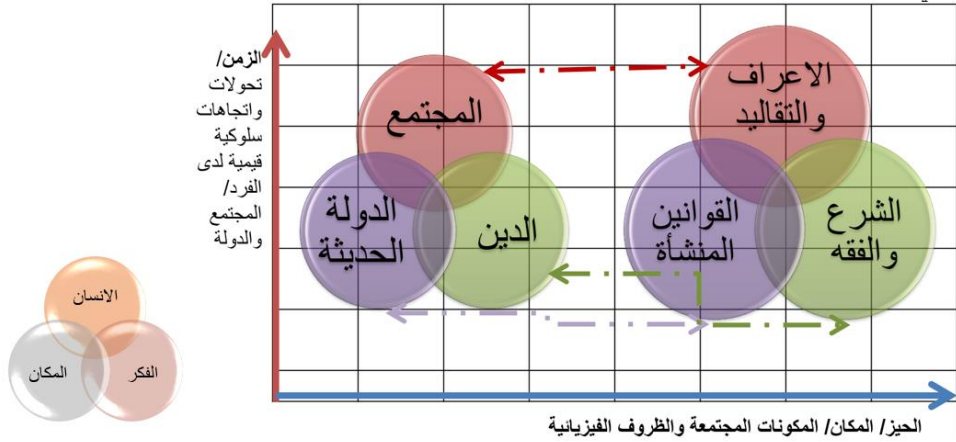 الزمن/
تحولات
واتجاهات
سلوكية
قيمية لدى
الفرد/
المجتمع
والدولة
الاعراف
والتقاليد
المجتمع
الشرع
والفقه
القوانين
المنشأة
الدين
الدولة
الحديثة
الانسان
الفكر
المكان
الحيز/ المكان/ المكونات المجتمعة والظروف الفيزيائية